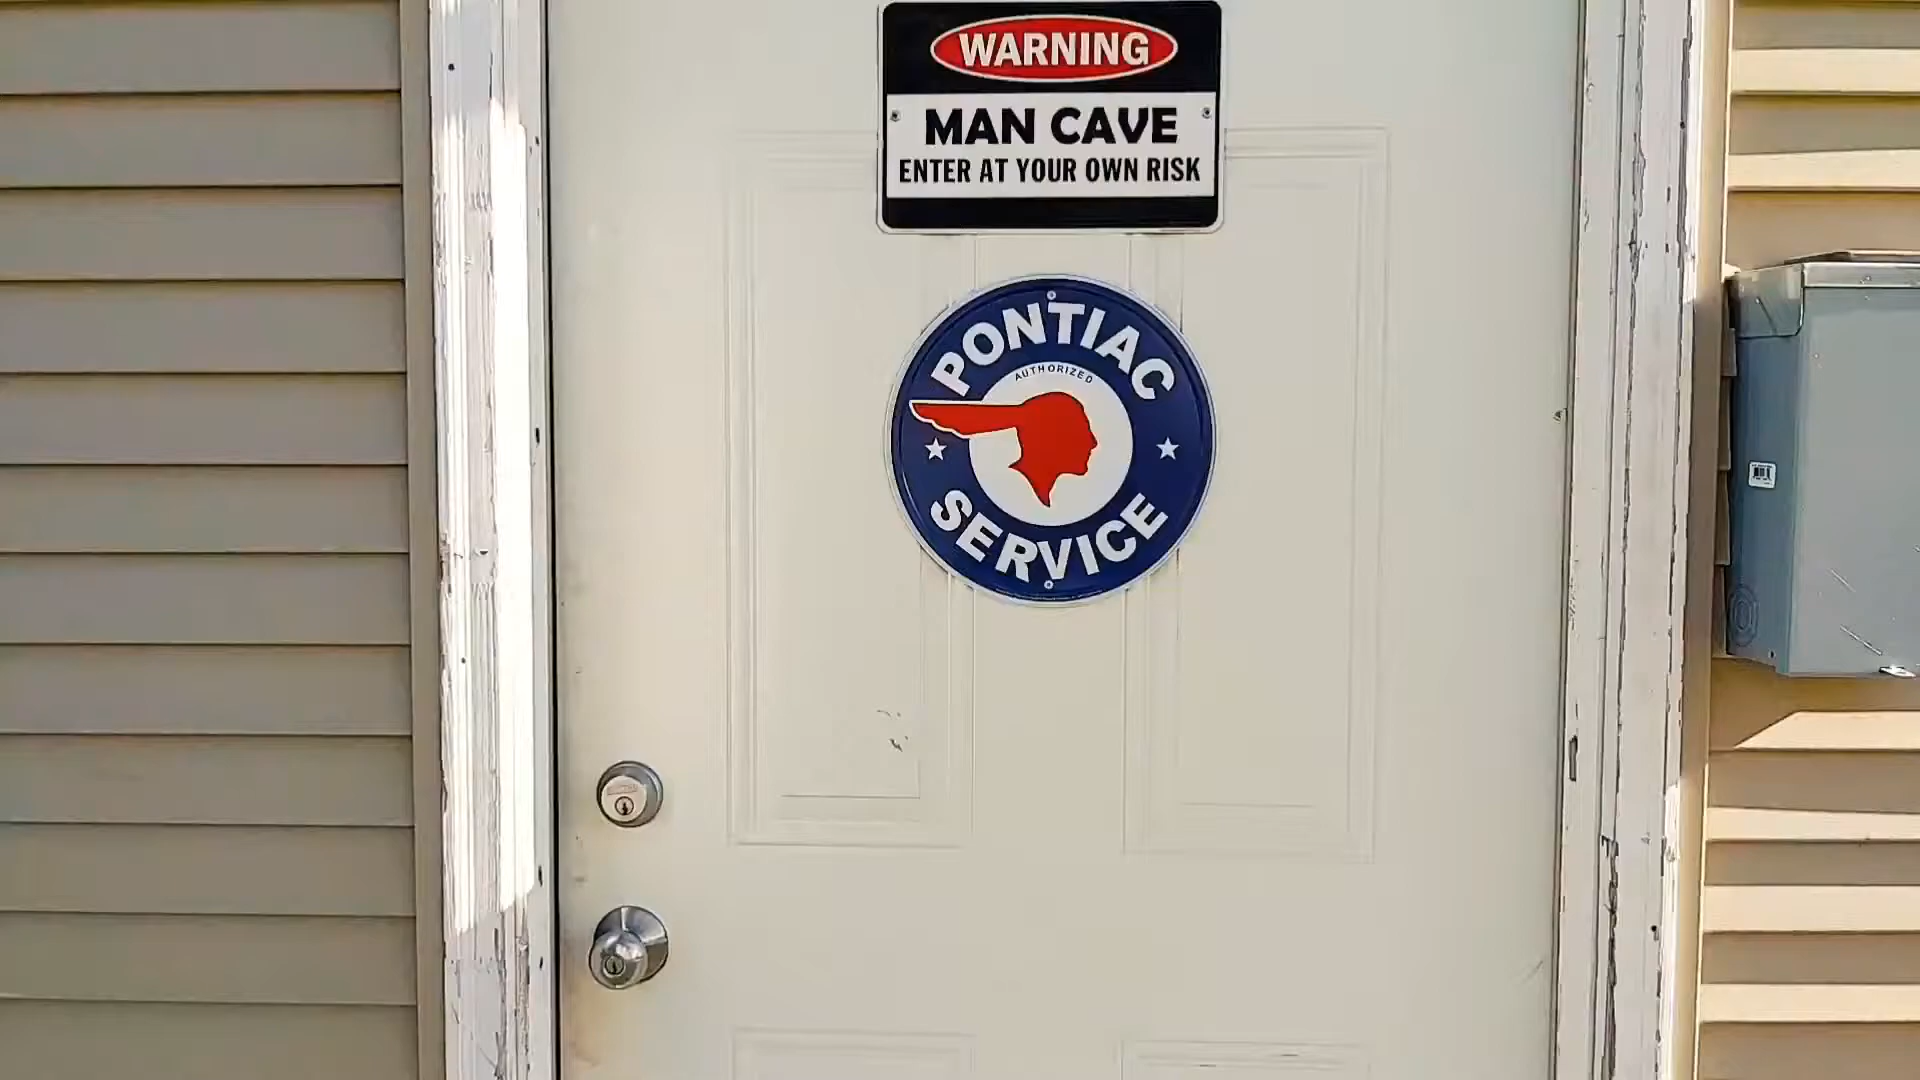 WARNING
MAN CAVE
ENTER AT YOUR OWN RISK
PONTIAC
AUTHORIZED
SERVICE